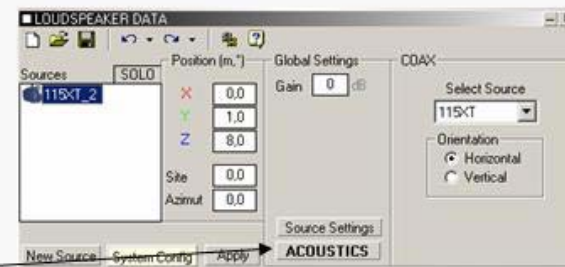 LOUDSPEAKER DATA
Sources
SOLO
115XT_2
Position (m,°)
X 0,0
Y 1,0
Z 8,0
Site 0,0
Azimut 0,0
Global Settings
Gain 0 dB
COAX
Select Source
115XT
Orientation
Horizontal
Vertical
Source Settings
New Source System Config Apply ACOUSTICS